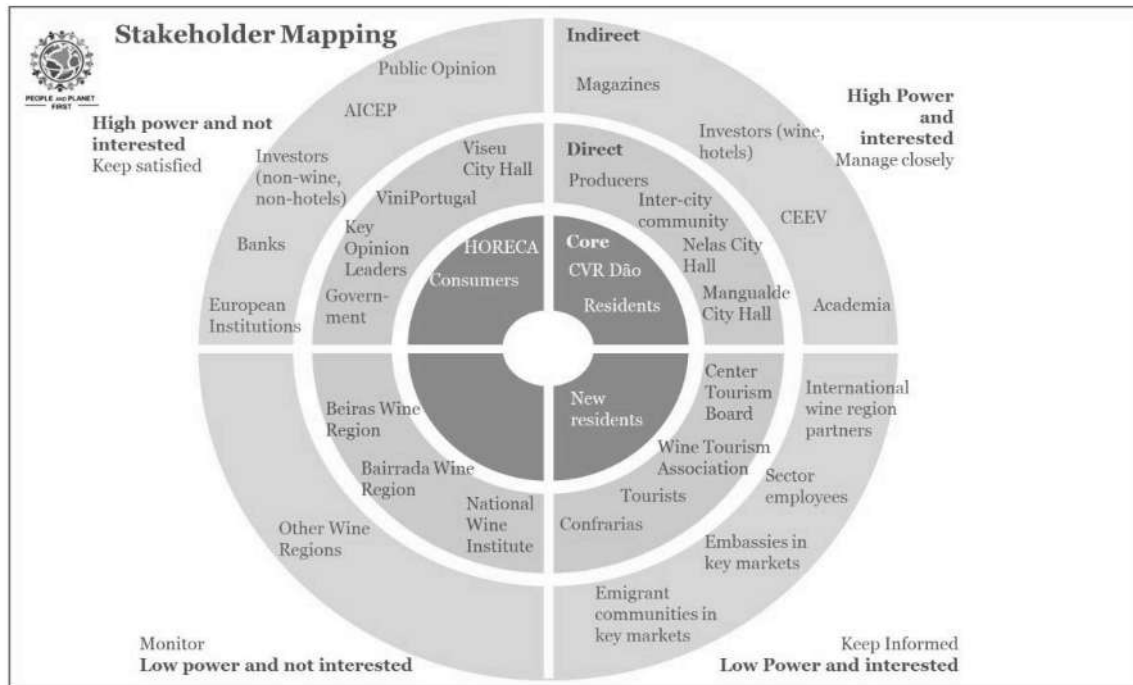 Stakeholder Mapping
PEOPLE AND PLANET
FIRST
High power and not
interested
Keep satisfied
Public Opinion
AICEP
Investors
(non-wine,
non-hotels)
Banks
European
Institutions
Viseu
City Hall
ViniPortugal
Key
Opinion
Leaders
Govern-
ment
HORECA
Consumers
Indirect
Magazines
Investors (wine,
hotels)
CEEV
Academia
High Power
and
interested
Manage closely
Direct
Producers
Inter-city
community
Nelas City
Hall
Mangualde
City Hall
Core
CVR Dão
Residents
Beiras Wine
Region
Bairrada Wine
Region
National
Wine
Institute
Other Wine
Regions
Monitor
Low power and not interested
New
residents
Center
Tourism
Board
Wine Tourism
Association
Tourists
Confrarias
International
wine region
partners
Sector
employees
Embassies in
key markets
Emigrant
communities in
key markets
Keep Informed
Low Power and interested